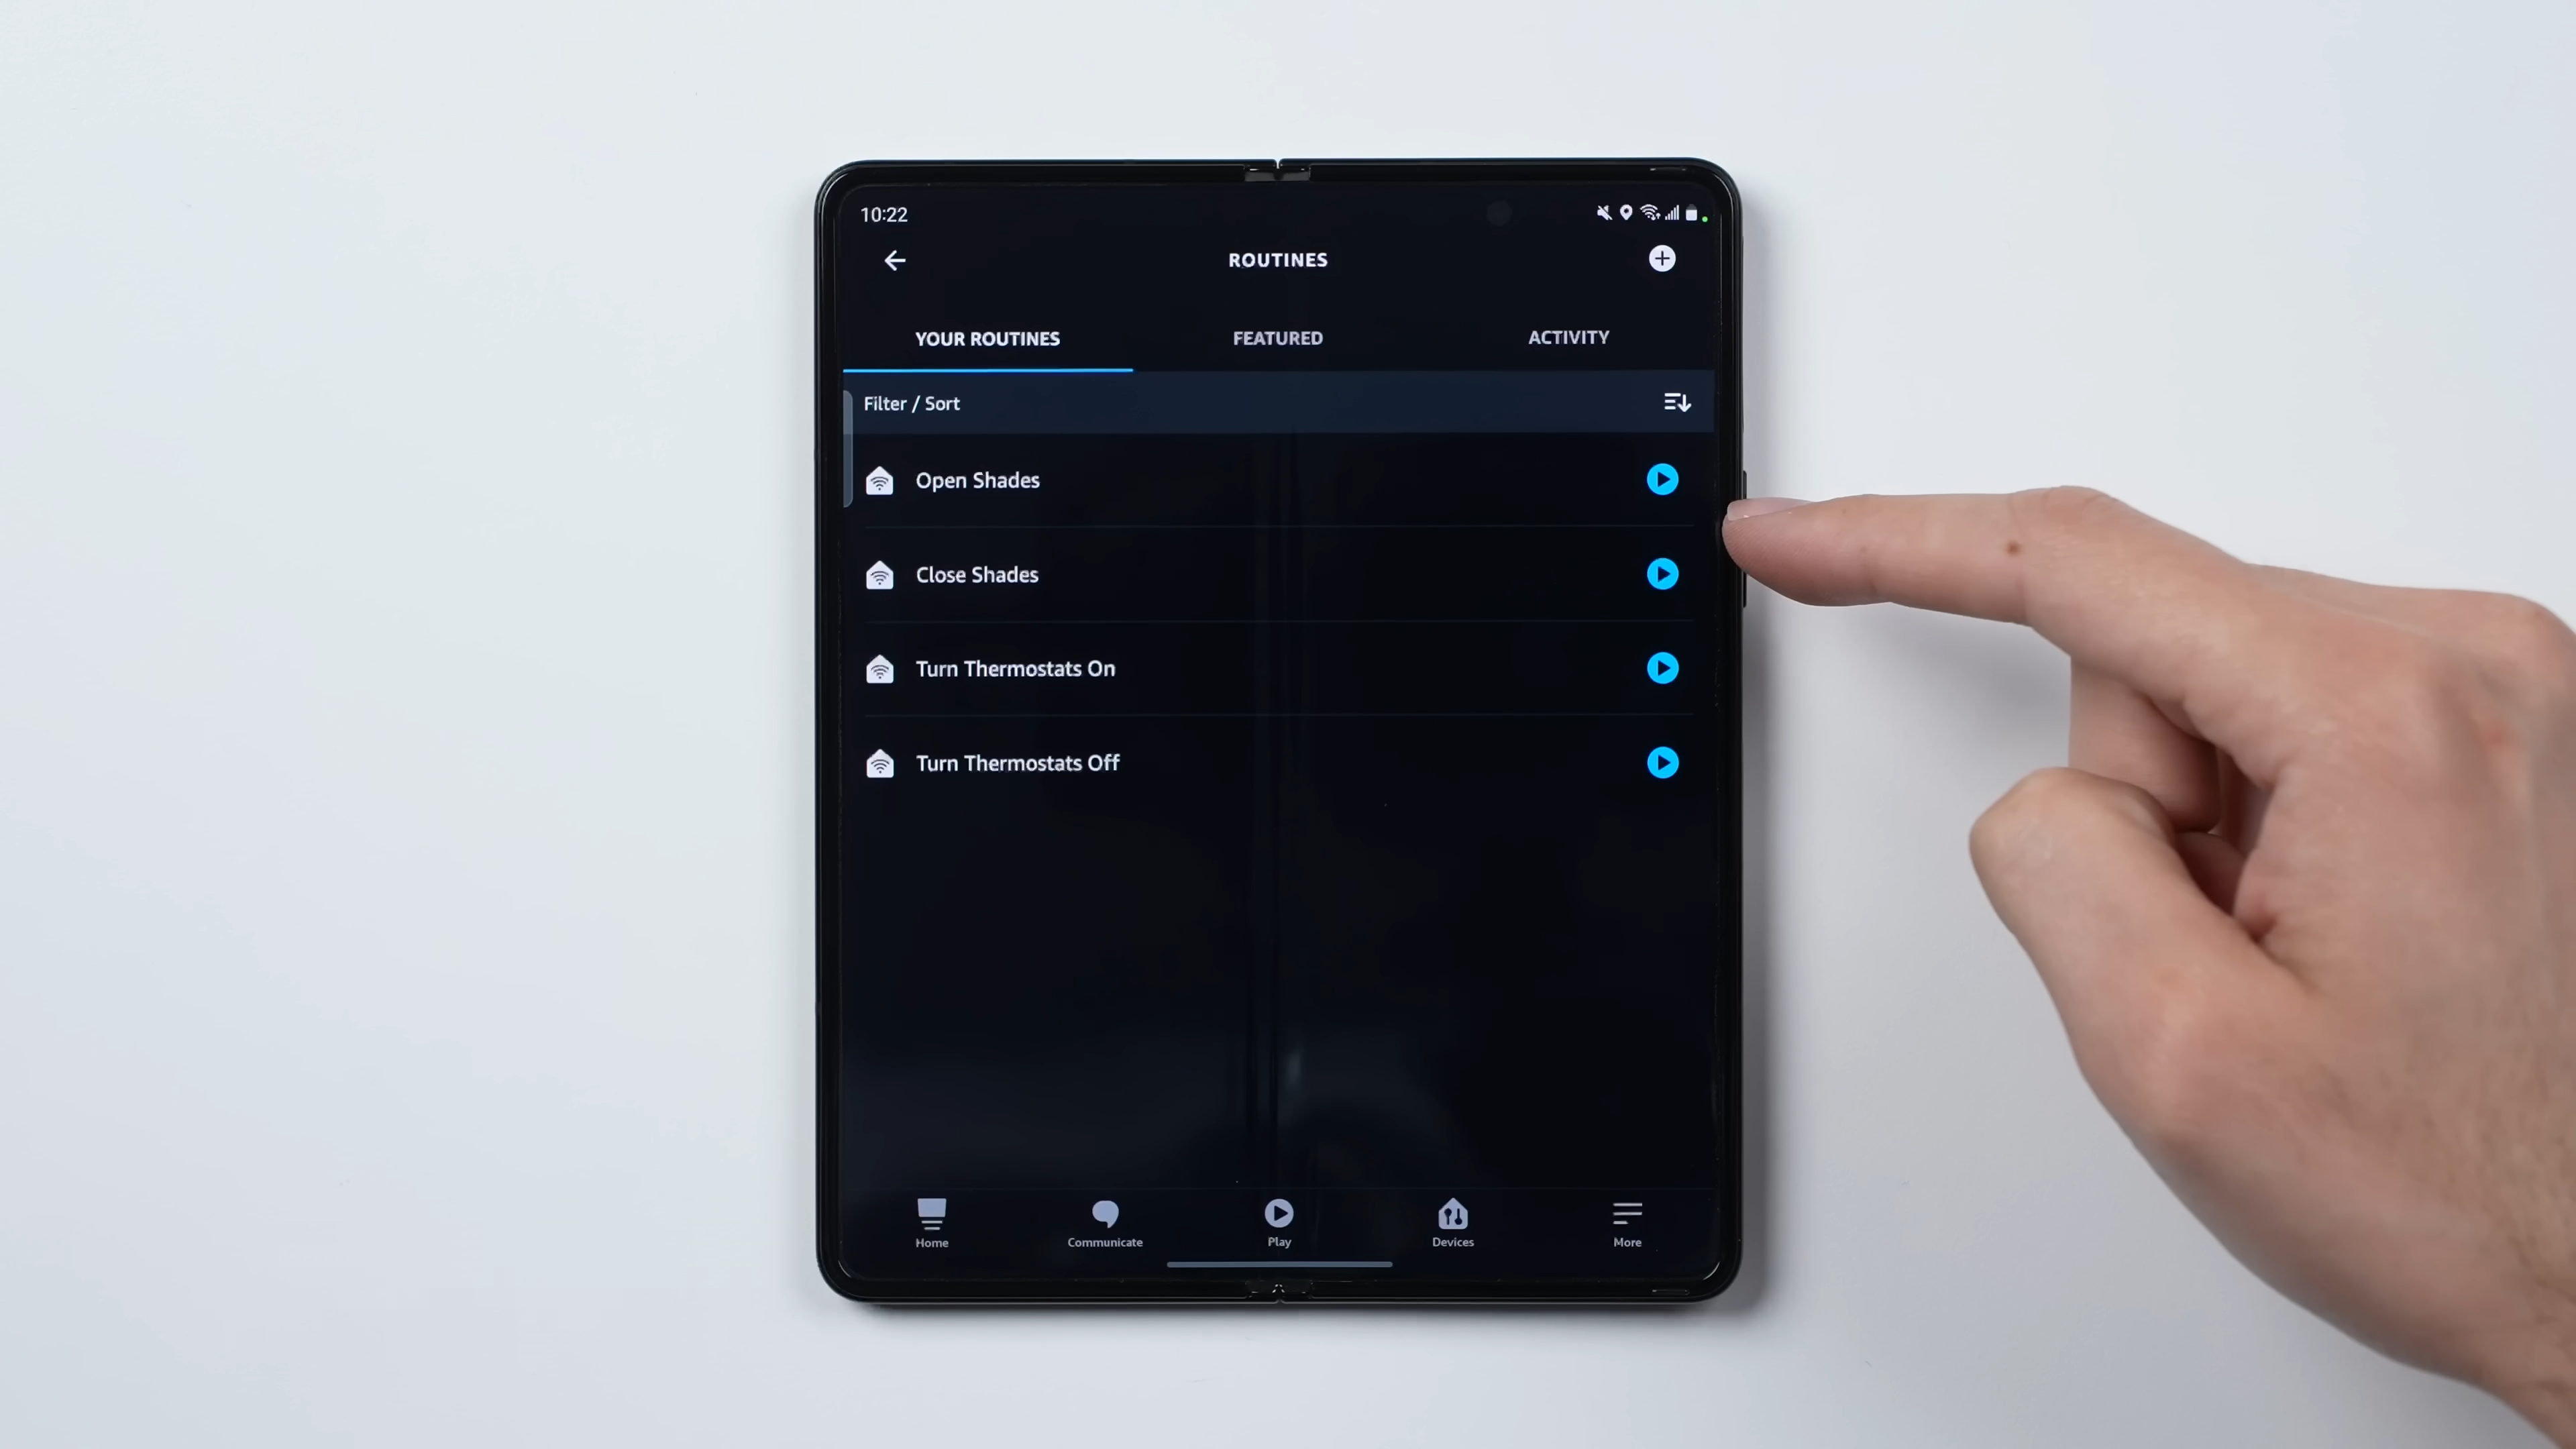 10:22
ROUTINES
YOUR ROUTINES
FEATURED
ACTIVITY
Filter / Sort
Open Shades
Close Shades
Turn Thermostats On
Turn Thermostats Off
Home
Communicate
Play
Devices
More